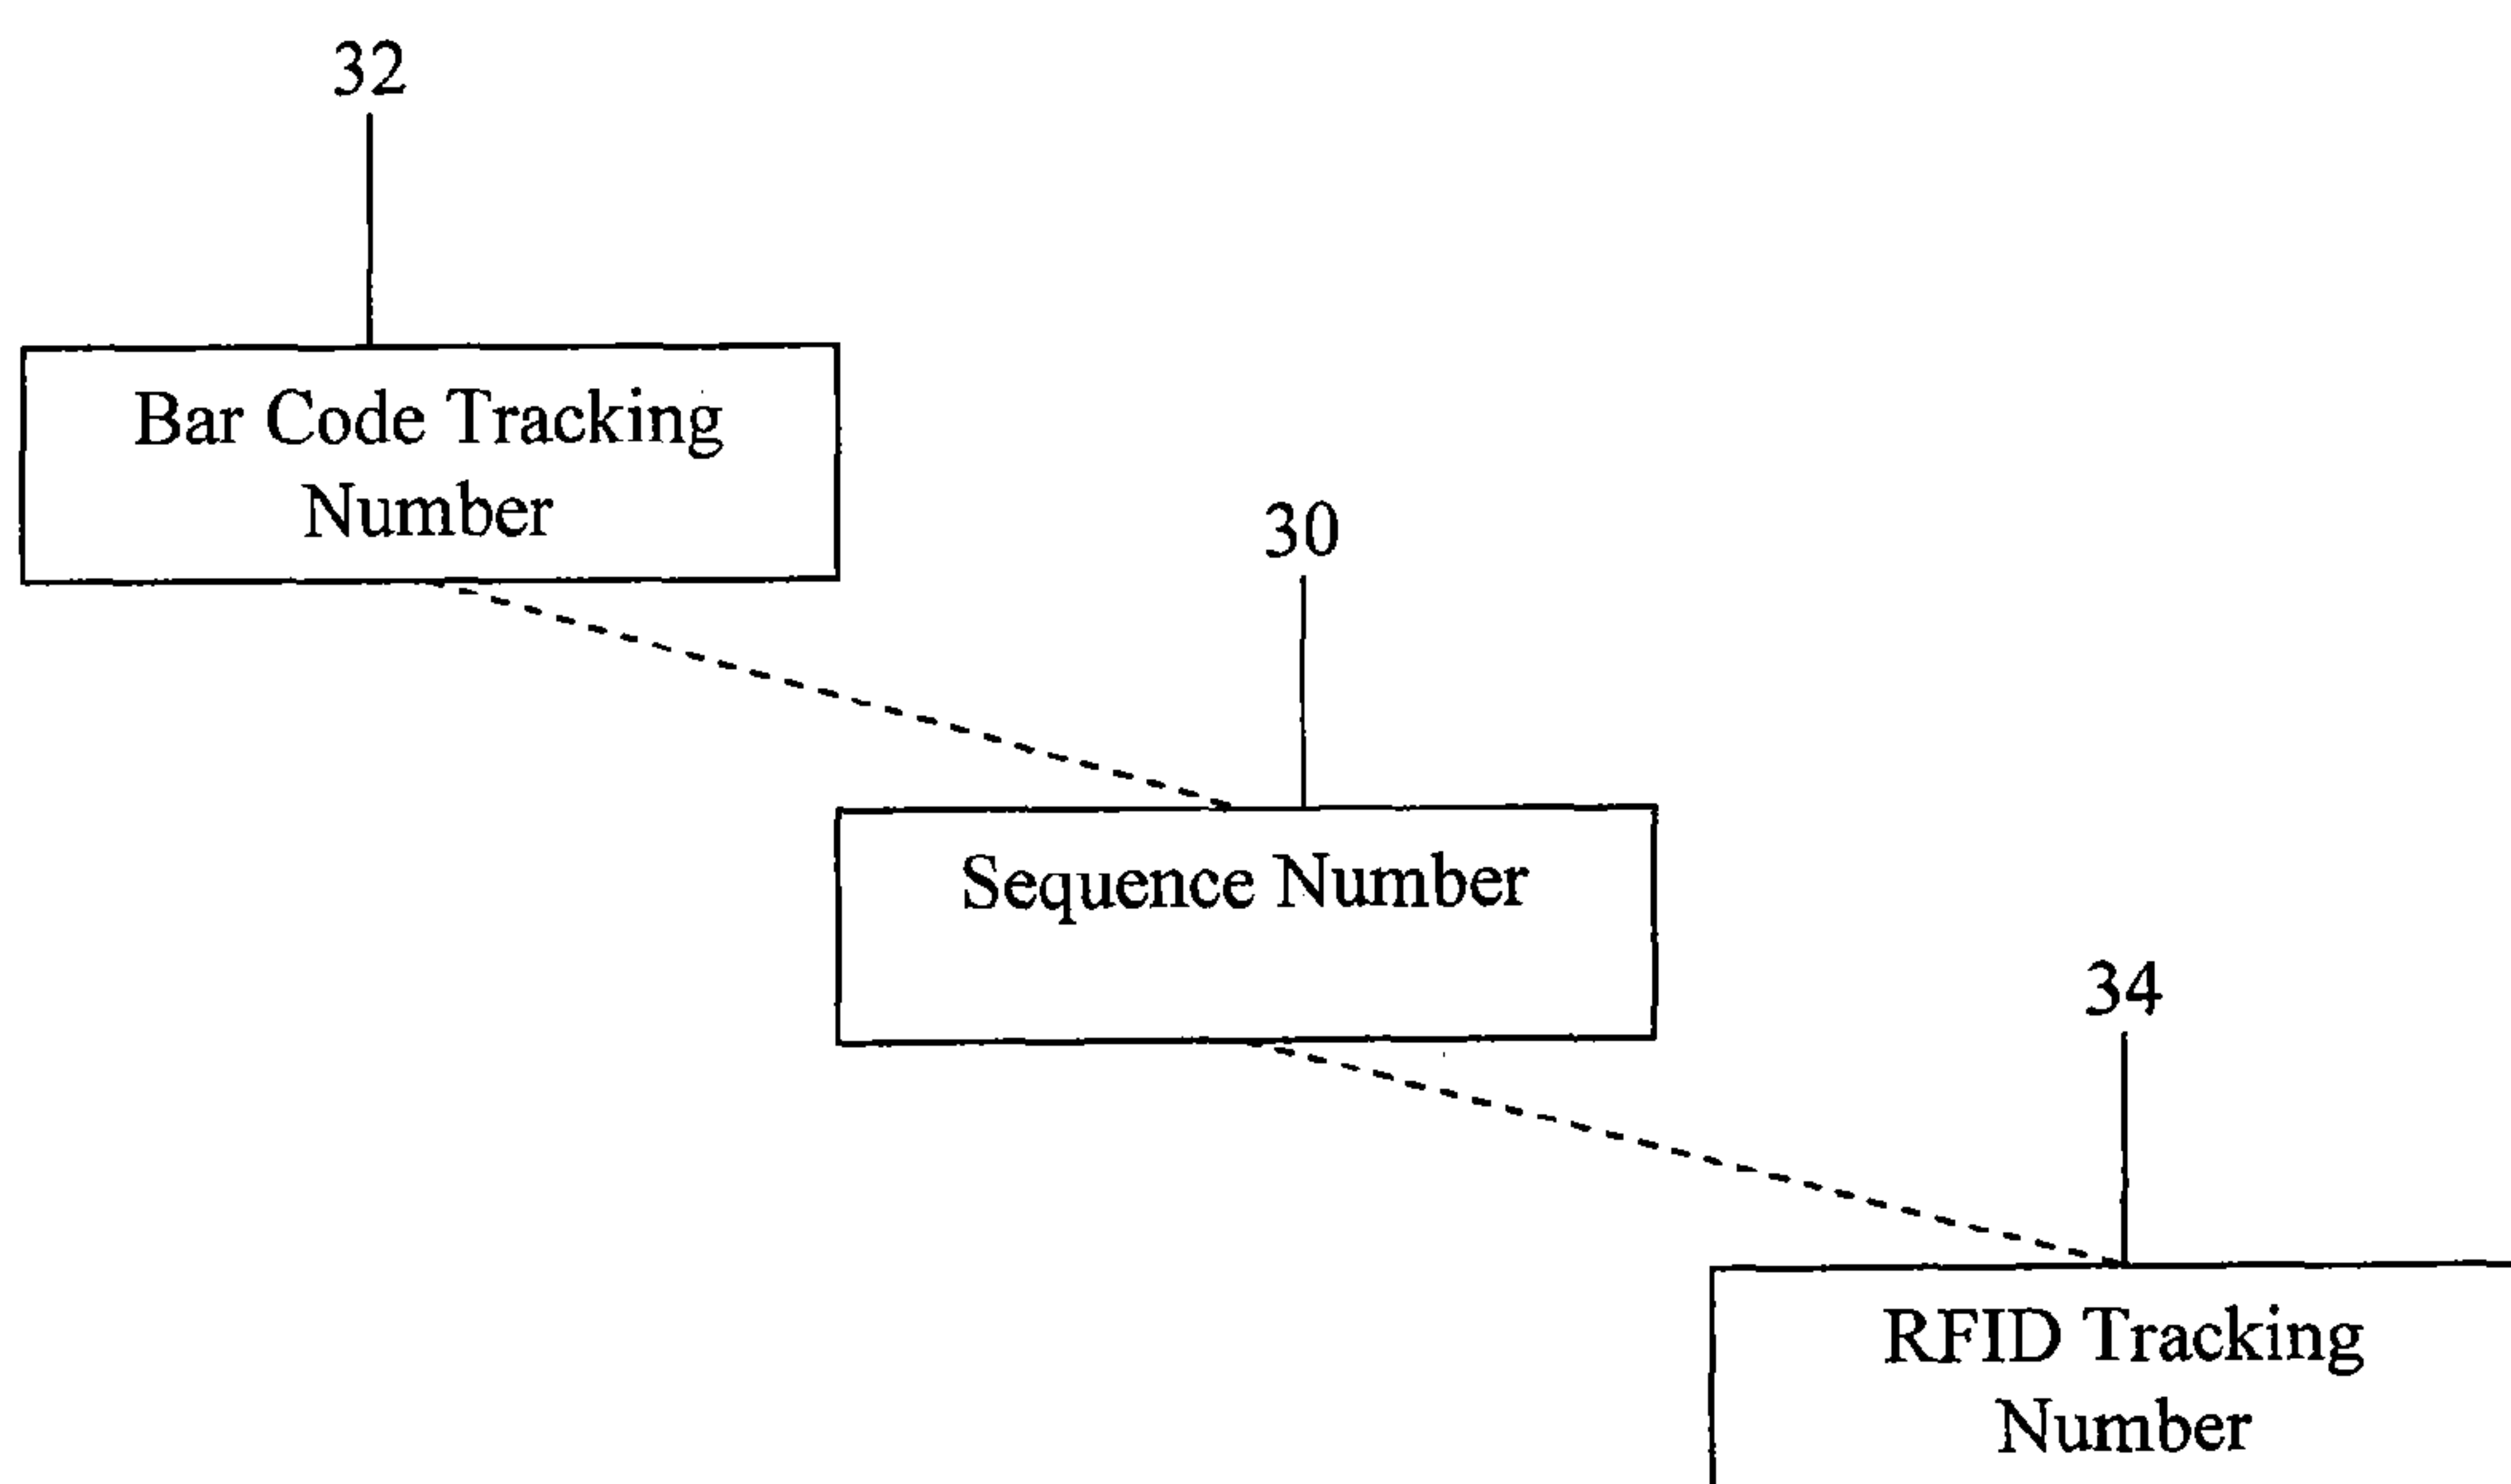 32
Bar Code Tracking
Number
30
Sequence Number
34
RFID Tracking
Number